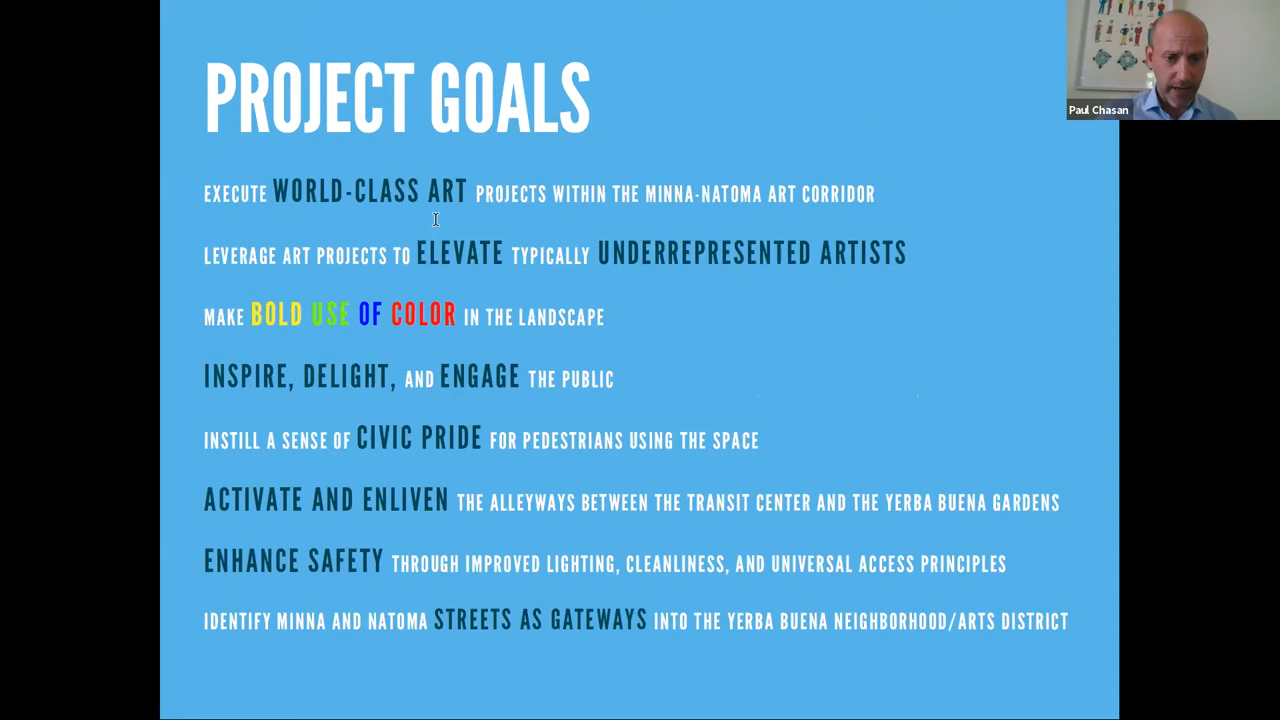 PROJECT GOALS
Paul Chasan
EXECUTE WORLD-CLASS ART PROJECTS WITHIN THE MINNA-NATOMA ART CORRIDOR
LEVERAGE ART PROJECTS TO ELEVATE TYPICALLY UNDERREPRESENTED ARTISTS
MAKE BOLD USE OF COLOR IN THE LANDSCAPE
INSPIRE, DELIGHT, AND ENGAGE THE PUBLIC
INSTILL A SENSE OF CIVIC PRIDE FOR PEDESTRIANS USING THE SPACE
ACTIVATE AND ENLIVEN THE ALLEYWAYS BETWEEN THE TRANSIT CENTER AND THE YERBA BUENA GARDENS
ENHANCE SAFETY THROUGH IMPROVED LIGHTING, CLEANLINESS, AND UNIVERSAL ACCESS PRINCIPLES
IDENTIFY MINNA AND NATOMA STREETS AS GATEWAYS INTO THE YERBA BUENA NEIGHBORHOOD/ARTS DISTRICT